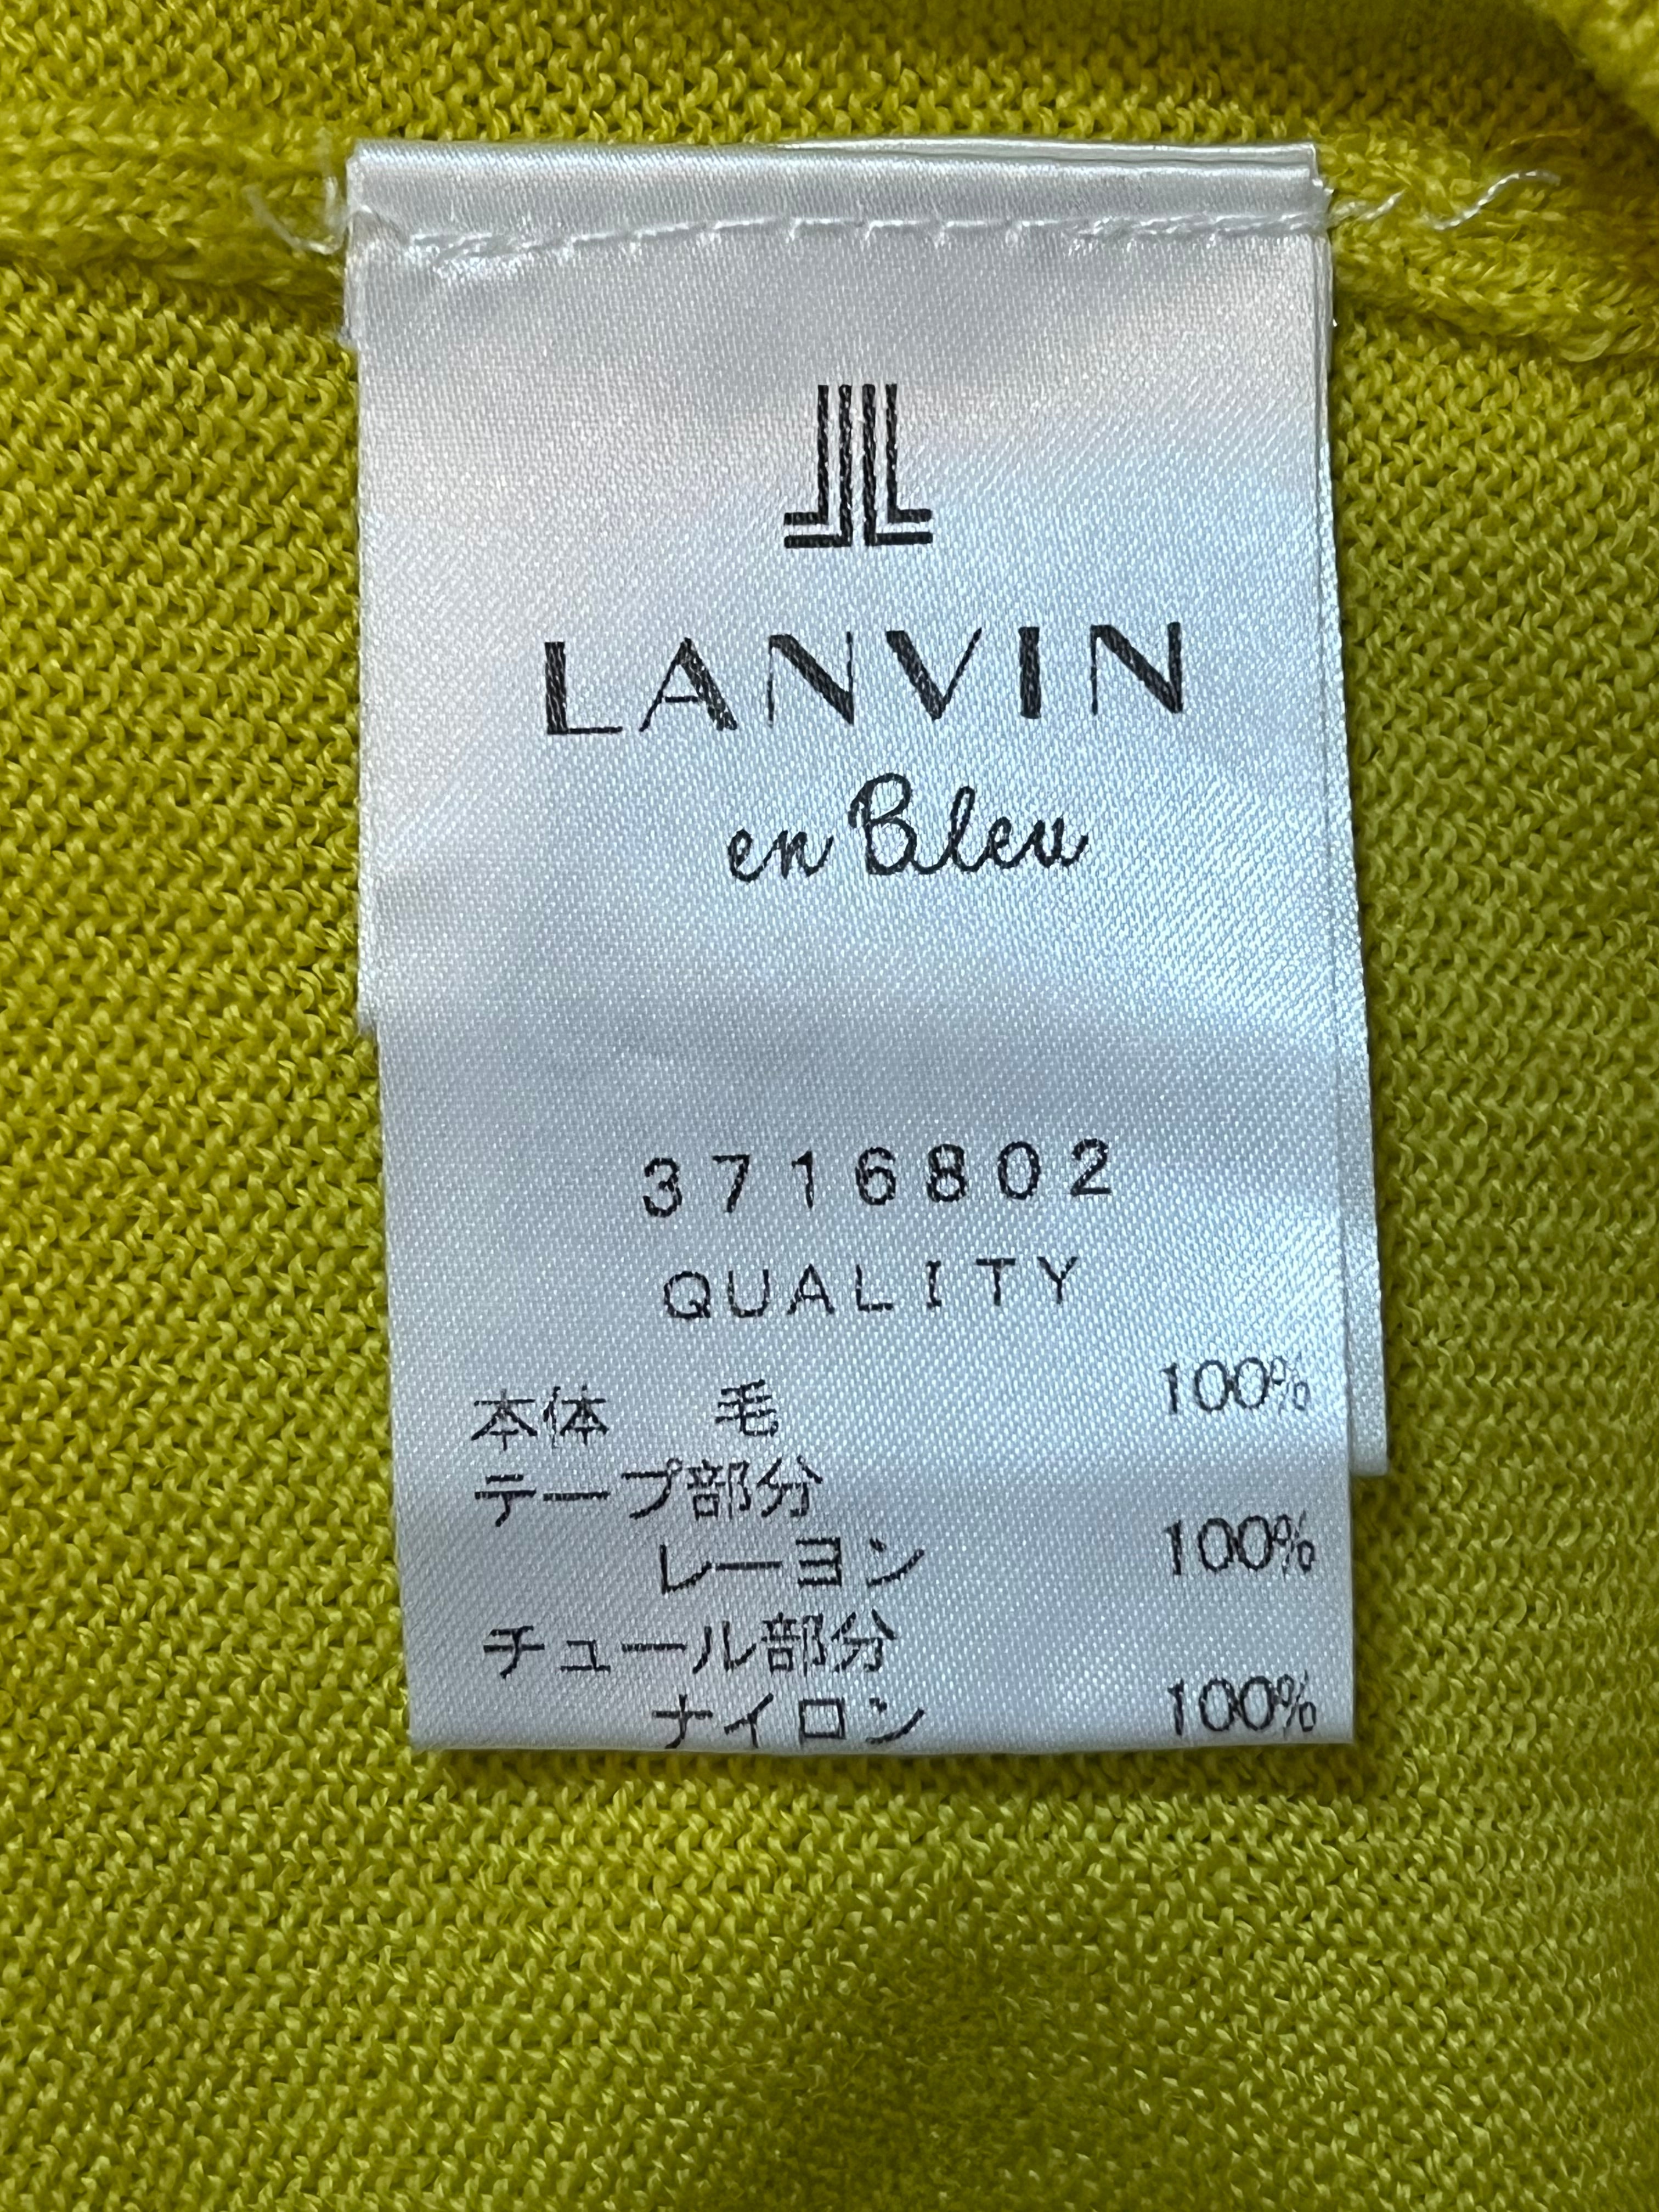 LANVIN
en Bleu
3716802
QUALITY
本体 毛 100%
テープ部分
レーヨン 100%
チュール部分
ナイロン 100%